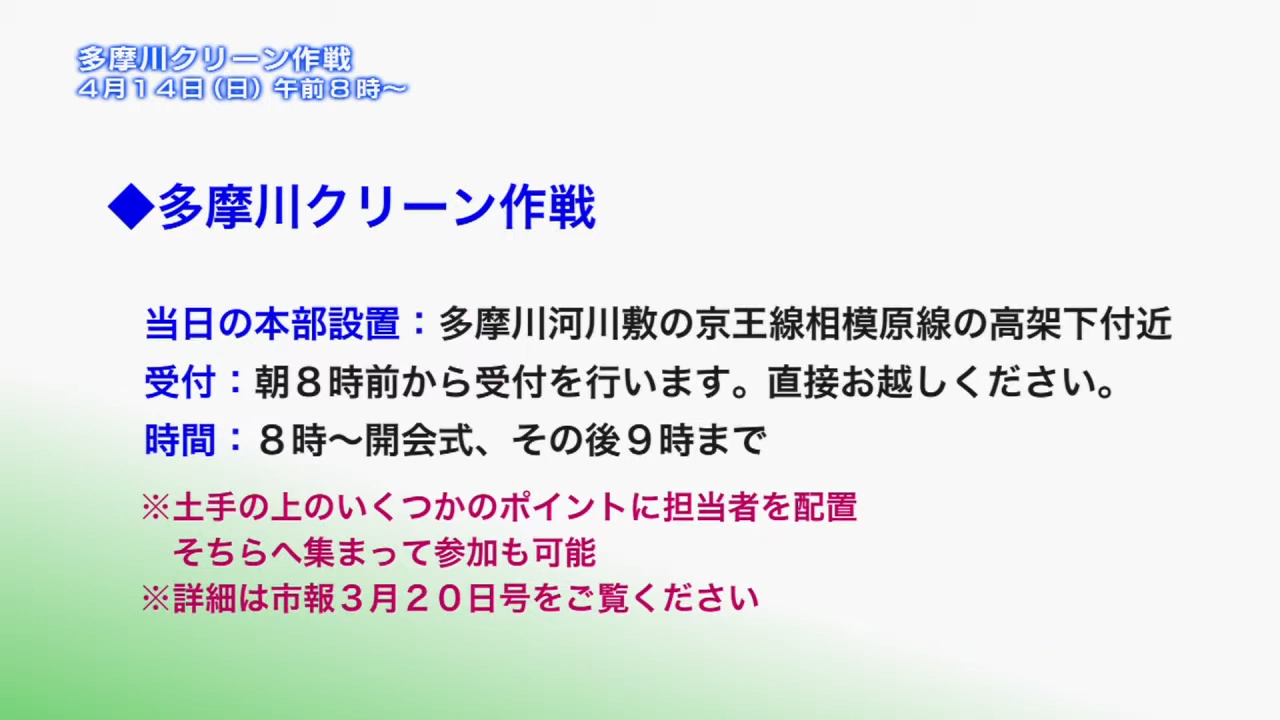 多摩川クリーン作戦
４月１４日（日）午前８時～
◆多摩川クリーン作戦
当日の本部設置：多摩川河川敷の京王線相模原線の高架下付近
受付：朝８時前から受付を行います。直接お越しください。
時間：８時～開会式、その後９時まで
※土手の上のいくつかのポイントに担当者を配置
そちらへ集まって参加も可能
※詳細は市報３月２０日号をご覧ください